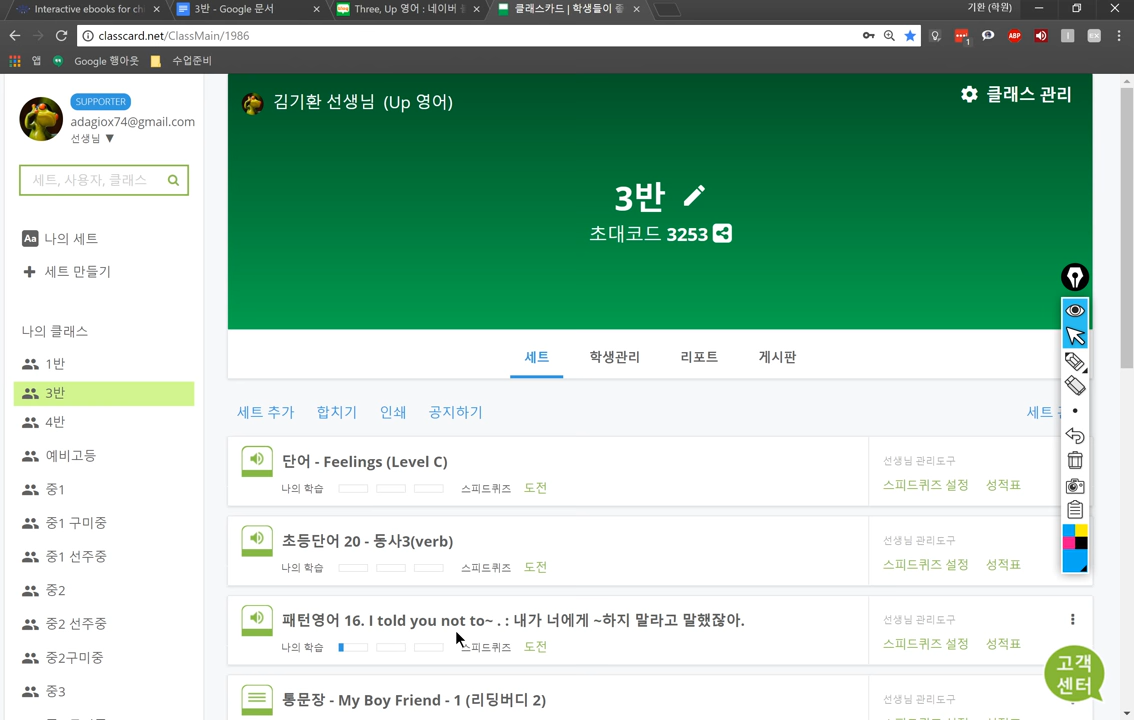 Interactive ebooks for ch
3반 - Google 문서
Three, Up 영어 : 네이버
클래스카드 | 학생들이
기환 (학원)
classcard.net/ClassMain/1986
앱
Google 행아웃
수업준비
SUPPORTER
adagiox74@gmail.com
선생님 ▼
세트, 사용자, 클래스
Aa 나의 세트
세트 만들기
나의 클래스
1반
3반
4반
예비고등
중1
중1 구미중
중1 선주중
중2
중2 선주중
중2구미중
중3
김기환 선생님 (Up 영어)
클래스 관리
3반
초대코드 3253
세트
학생관리
리포트
게시판
세트 추가
합치기
인쇄
공지하기
세트
단어 - Feelings (Level C)
나의 학습
스피드퀴즈
도전
선생님 관리도구
스피드퀴즈 설정
성적표
초등단어 20 - 동사3(verb)
나의 학습
스피드퀴즈
도전
선생님 관리도구
스피드퀴즈 설정
성적표
패턴영어 16. I told you not to~ . : 내가 너에게 ~하지 말라고 말했잖아.
나의 학습
스피드퀴즈
도전
선생님 관리도구
스피드퀴즈 설정
성적표
통문장 - My Boy Friend - 1 (리딩버디 2)
선생님 관리도구
고객
센터
ABP
1